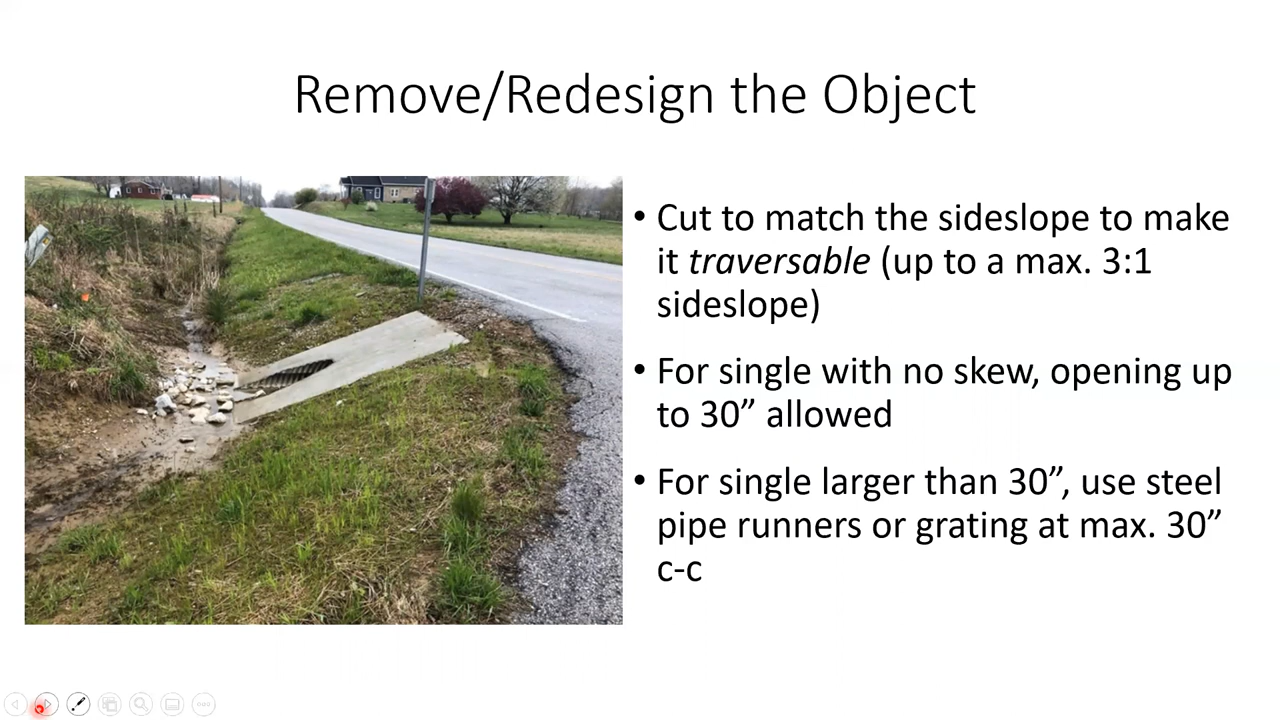 Remove/Redesign the Object
• Cut to match the sideslope to make
it traversable (up to a max. 3:1
sideslope)
• For single with no skew, opening up
to 30” allowed
• For single larger than 30”, use steel
pipe runners or grating at max. 30”
c-c